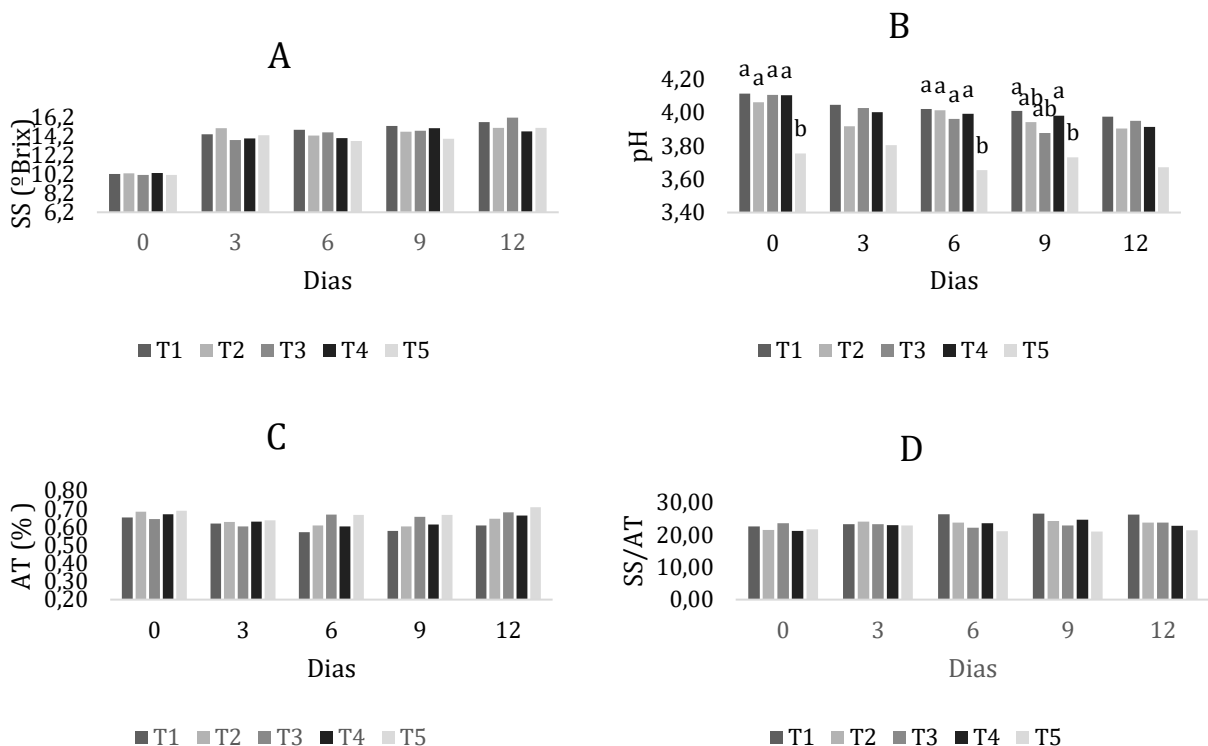 A
SS (ºBrix)
16,2
14,2
12,2
10,2
8,2
6,2
0 3 6 9 12
Dias
T1 T2 T3 T4 T5
B
pH
4,20
4,00
3,80
3,60
3,40
a a a a b
a a a a b
a ab ab a b
0 3 6 9 12
Dias
T1 T2 T3 T4 T5
C
AT (%)
0,80
0,70
0,60
0,50
0,40
0,30
0,20
0 3 6 9 12
Dias
T1 T2 T3 T4 T5
D
SS/AT
30,00
20,00
10,00
0,00
0 3 6 9 12
Dias
T1 T2 T3 T4 T5